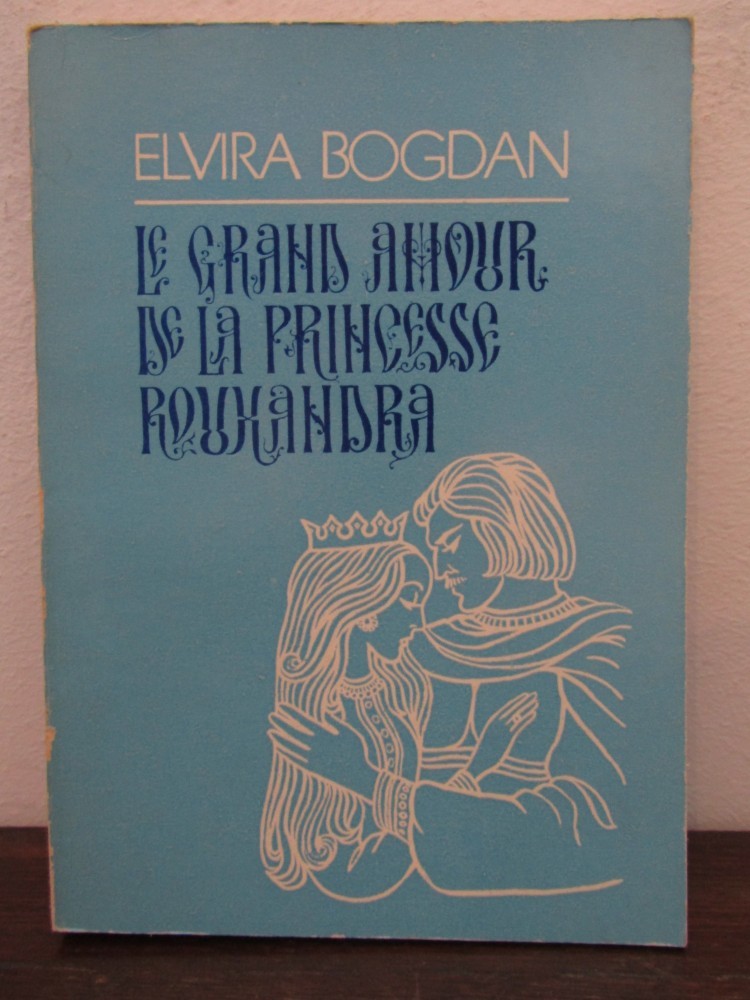 ELVIRA BOGDAN
LE GRAND AMOUR
DE LA PRINCESSE
ROUXANDRA